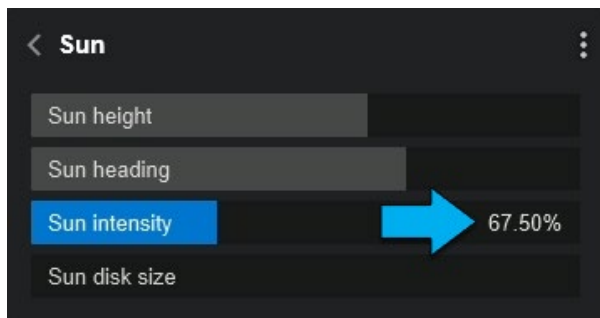 Sun
Sun height
Sun heading
Sun intensity 67.50%
Sun disk size